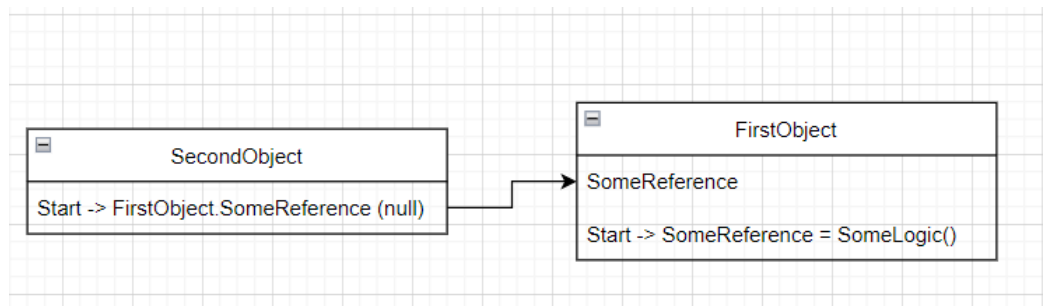 SecondObject
Start -> FirstObject.SomeReference (null)
FirstObject
SomeReference
Start -> SomeReference = SomeLogic()